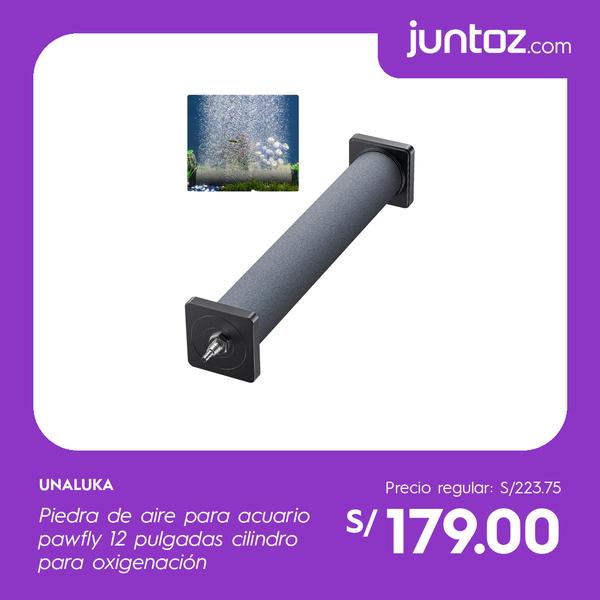 juntoz.com
UNALUKA
Piedra de aire para acuario
pawfly 12 pulgadas cilindro
para oxigenación
Precio regular: S/223.75
S/179.00